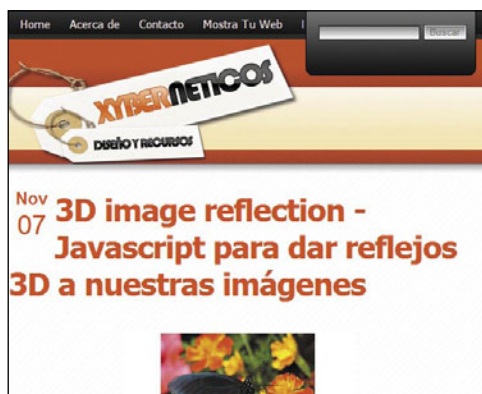 Home Acerca de Contacto Mostra Tu Web
Buscar
XYBERNETICOS
DISEÑO Y RECURSOS
Nov
07
3D image reflection -
Javascript para dar reflejos
3D a nuestras imágenes